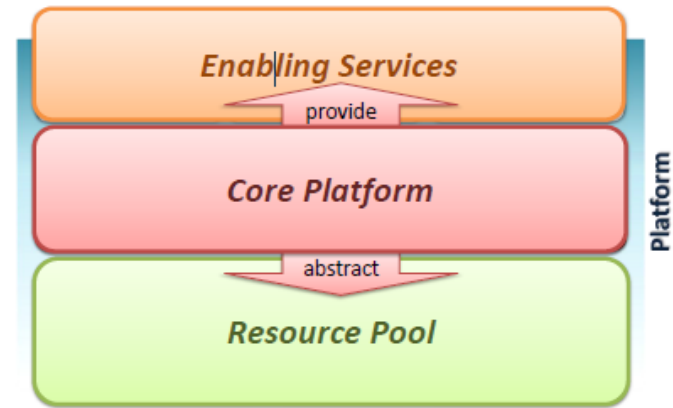 Enabling Services
provide
Core Platform
Platform
abstract
Resource Pool